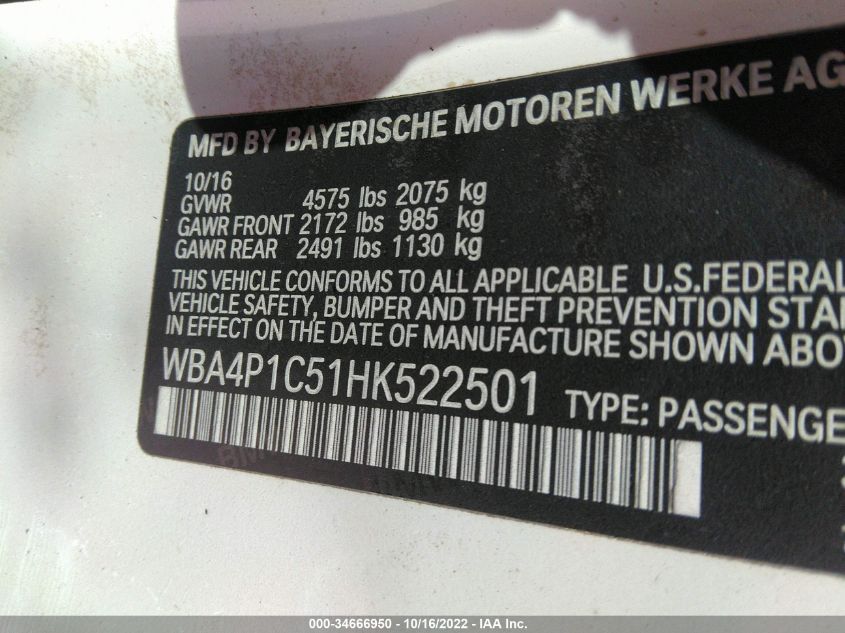 MFD BY BAYERISCHE MOTOREN WERKE AG
10/16
GVWR 4575 lbs 2075 kg
GAWR FRONT 2172 lbs 985 kg
GAWR REAR 2491 lbs 1130 kg
THIS VEHICLE CONFORMS TO ALL APPLICABLE U.S.FEDERAL
VEHICLE SAFETY, BUMPER AND THEFT PREVENTION STA
IN EFFECT ON THE DATE OF MANUFACTURE SHOWN ABO
WBA4P1C51HK522501 TYPE: PASSENGE
000-34666950 - 10/16/2022 - IAA Inc.